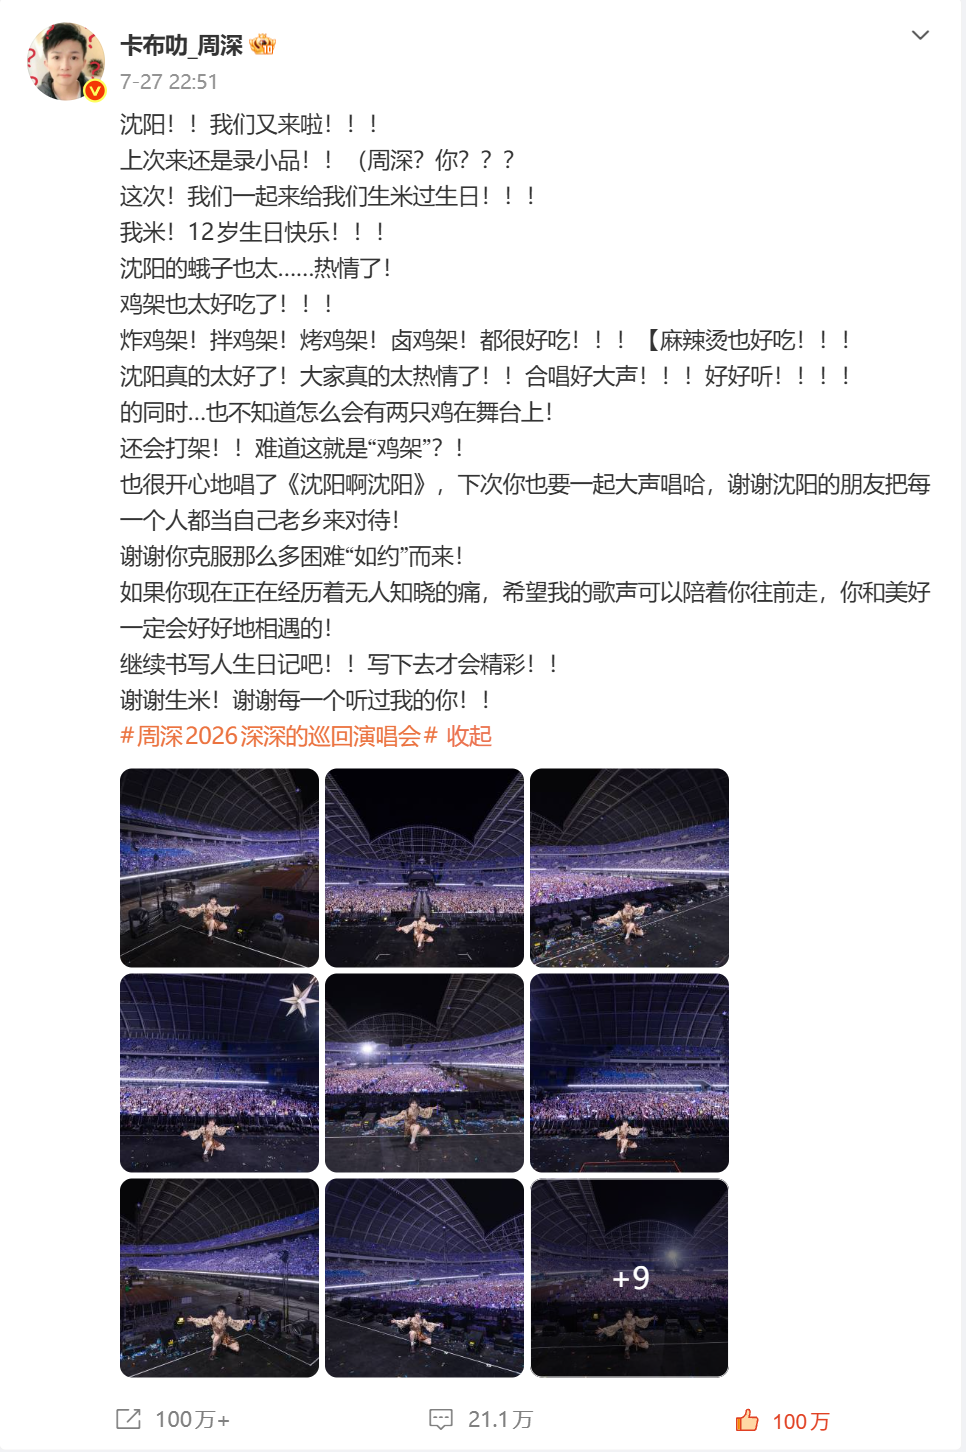 卡布叻_周深
7-27 22:51
沈阳！！我们又来啦！！！
上次来还是录小品！！（周深？你？？？
这次！我们一起来给我们生米过生日！！！
我米！12岁生日快乐！！！
沈阳的蛾子也太......热情了！
鸡架也太好吃了！！！
炸鸡架！拌鸡架！烤鸡架！卤鸡架！都很好吃！！！【麻辣烫也好吃！！！
沈阳真的太好了！大家真的太热情了！！合唱好大声！！！好好听！！！！
的同时...也不知道怎么会有两只鸡在舞台上！
还会打架！！难道这就是“鸡架”？！
也很开心地唱了《沈阳啊沈阳》，下次你也要一起大声唱哈，谢谢沈阳的朋友把每
一个人都当自己老乡来对待！
谢谢你克服那么多困难“如约”而来！
如果你现在正在经历着无人知晓的痛，希望我的歌声可以陪着你往前走，你和美好
一定会好好地相遇的！
继续书写人生日记吧！！写下去才会精彩！！
谢谢生米！谢谢每一个听过我的你！！
#周深2026深深的巡回演唱会# 收起
+9
100万+
21.1万
100万